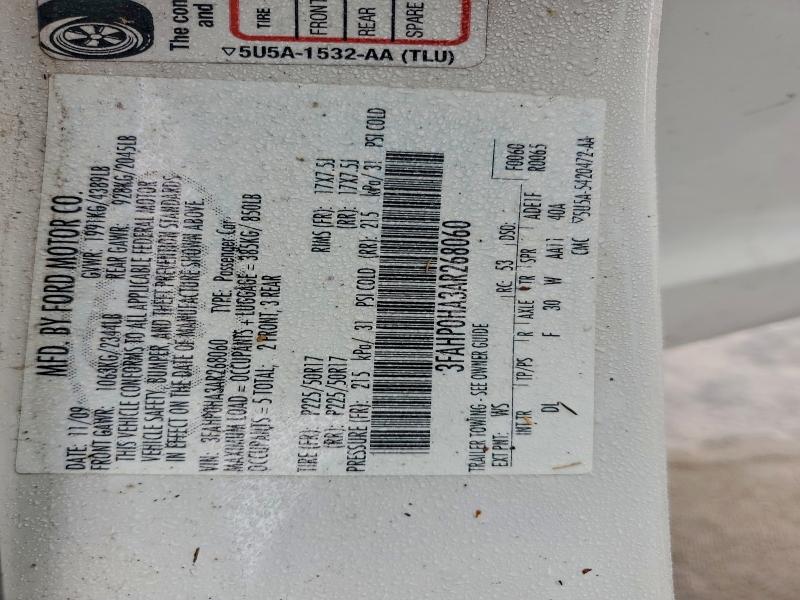 The con
and
TIRE
FRONT
REAR
SPARE
▽5U5A-1532-AA (TLU)
MFD. BY FORD MOTOR CO.
DATE: 11/09 GVWR: 1991KG/4389LB
FRONT GAWR: 1063KG/2344LB REAR GAWR: 928KG/2045LB
THIS VEHICLE CONFORMS TO ALL APPLICABLE FEDERAL MOTOR
VEHICLE SAFETY, BUMPER, AND THEFT PREVENTION STANDARDS
IN EFFECT ON THE DATE OF MANUFACTURE SHOWN ABOVE.
VIN: 3FAHP0HA3AR268060 TYPE: Passenger Car
MAXIMUM LOAD = OCCUPANTS + LUGGAGE = 385KG/ 850LB
OCCUPANTS = 5 TOTAL; 2 FRONT, 3 REAR
TIRE (FR): P225/50R17 RIMS (FR): 17X7.5J
(RR): P225/50R17 (RR): 17X7.5J
PRESSURE (FR): 215 kPa/ 31 PSI COLD (RR): 215 kPa/ 31 PSI COLD
3FAHP0HA3AR268060
F0060
R0065
TRAILER TOWING - SEE OWNER GUIDE
EXT PNT: WS RC: 53 DSO:
INT TR TP/PS R AXLE TR SPR ADE1F
DL F 30 W AAI 40A
CNC ▽5U5A-5420472-AA